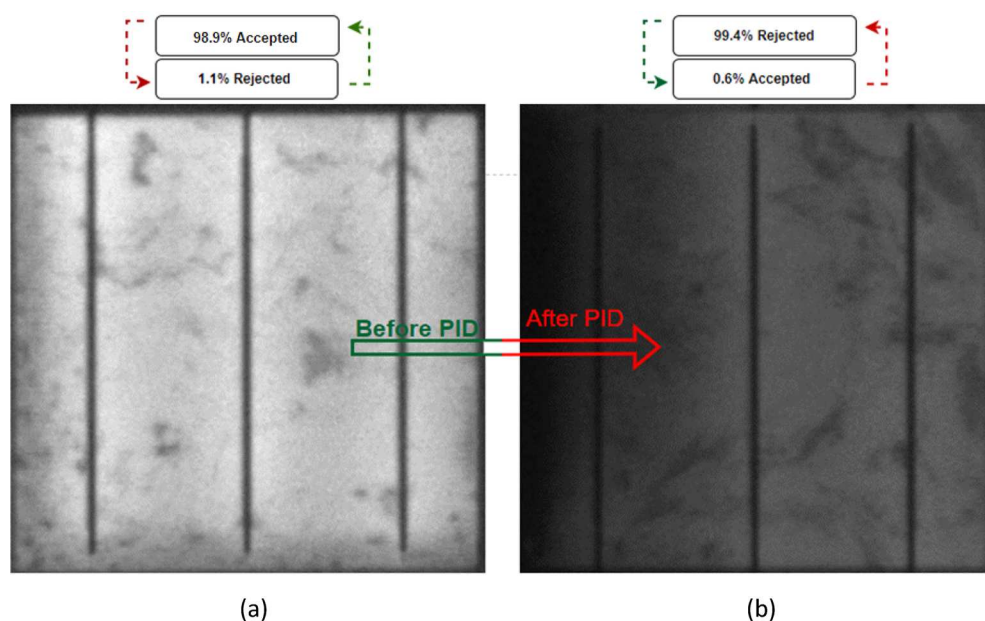 98.9% Accepted
1.1% Rejected
99.4% Rejected
0.6% Accepted
Before PID
After PID
(a)
(b)